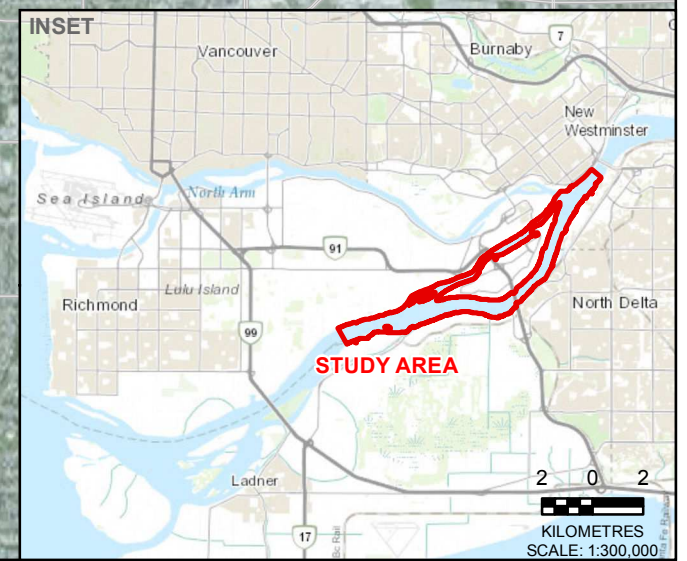 INSET
Vancouver
Burnaby
7
New
Westminster
Sea Island
North Arm
91
Lulu Island
Richmond
North Delta
99
STUDY AREA
Ladner
17
2 0 2
KILOMETRES
SCALE: 1:300,000